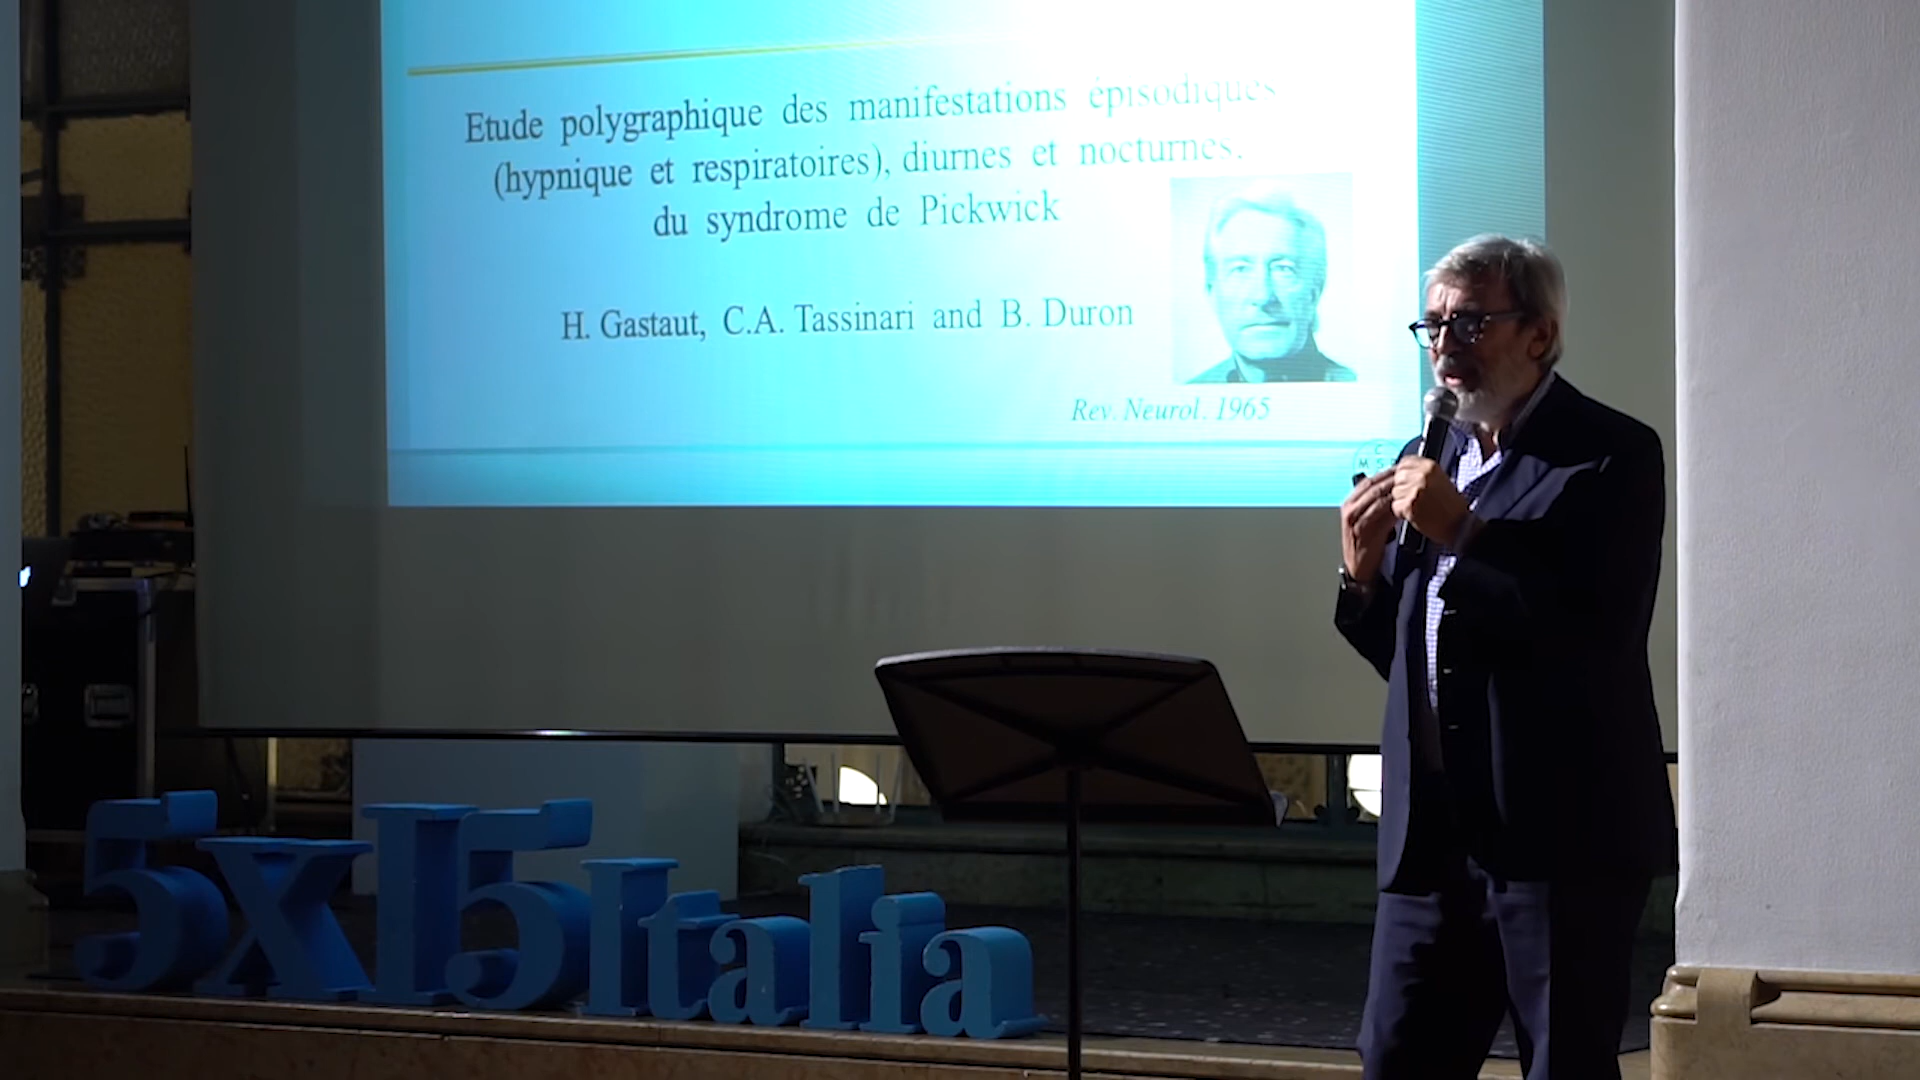 Etude polygraphique des manifestations épisodiques
(hypnique et respiratoires), diurnes et nocturnes.
du syndrome de Pickwick
H. Gastaut, C.A. Tassinari and B. Duron
Rev. Neurol. 1965
5x15Italia